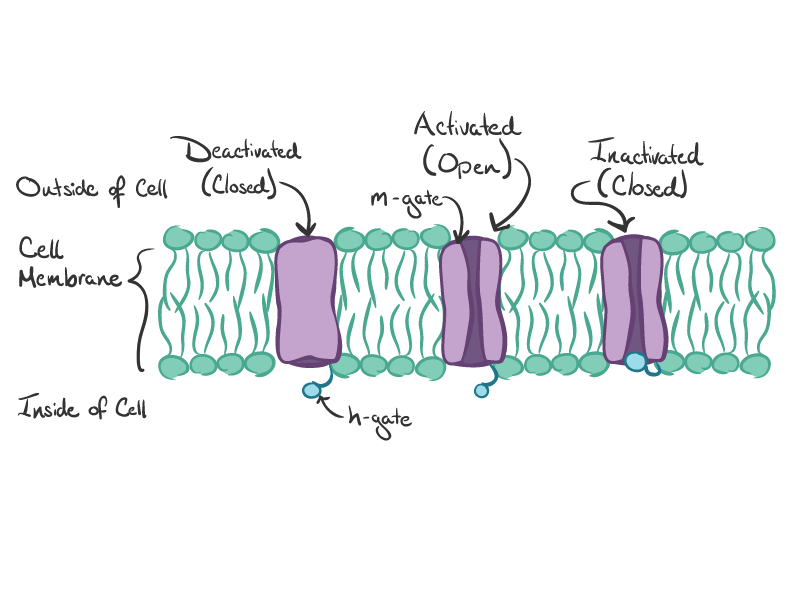 Deactivated
(Closed)
Activated
(Open)
Inactivated
(Closed)
Outside of Cell
m-gate
Cell
Membrane
Inside of Cell
h-gate